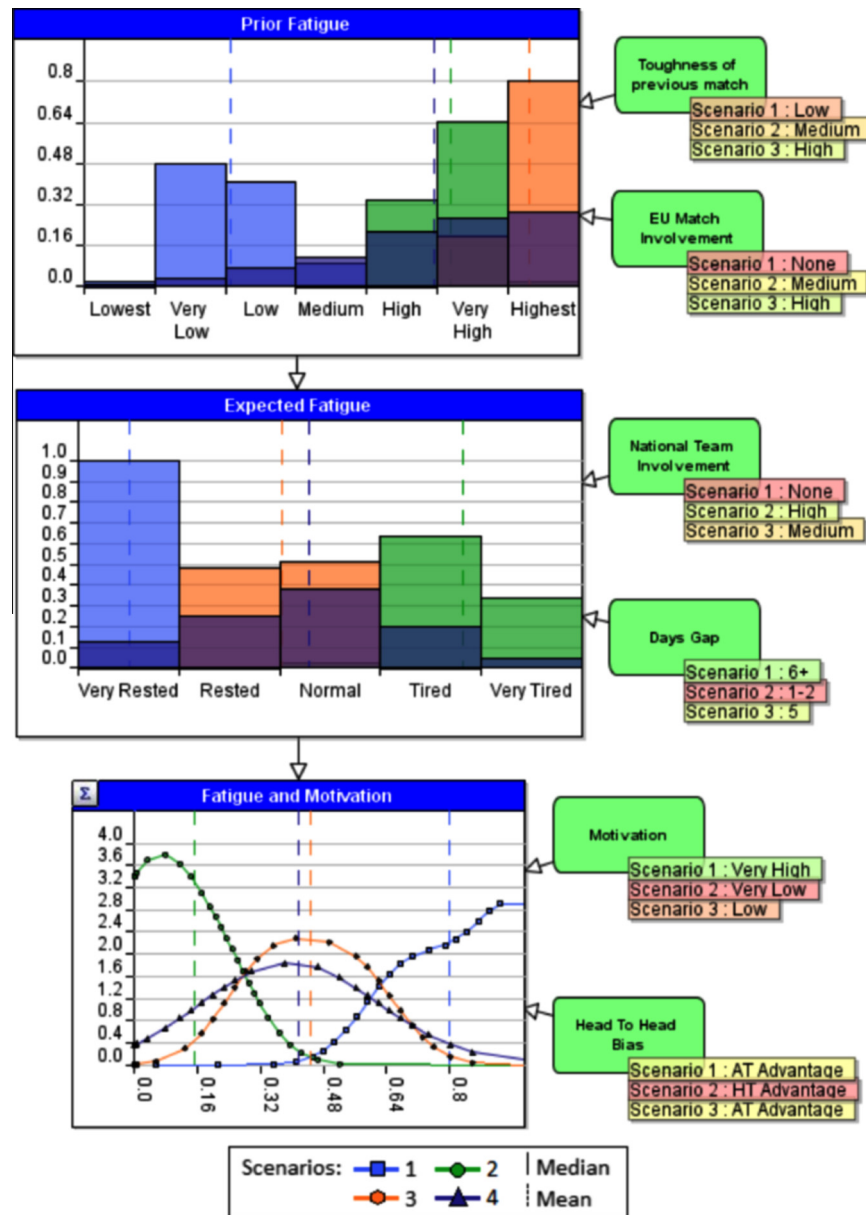 Prior Fatigue
0.8
0.64
0.48
0.32
0.16
0.0
Lowest Very Low Low Medium High Very High Highest
Toughness of
previous match
Scenario 1 : Low
Scenario 2 : Medium
Scenario 3 : High
EU Match
Involvement
Scenario 1 : None
Scenario 2 : Medium
Scenario 3 : High
Expected Fatigue
1.0
0.9
0.8
0.7
0.6
0.5
0.4
0.3
0.2
0.1
0.0
Very Rested Rested Normal Tired Very Tired
National Team
Involvement
Scenario 1 : None
Scenario 2 : High
Scenario 3 : Medium
Days Gap
Scenario 1 : 6+
Scenario 2 : 1-2
Scenario 3 : 5
Σ Fatigue and Motivation
4.0
3.6
3.2
2.8
2.4
2.0
1.6
1.2
0.8
0.4
0.0
0.0 0.16 0.32 0.48 0.64 0.8
Motivation
Scenario 1 : Very High
Scenario 2 : Very Low
Scenario 3 : Low
Head To Head
Bias
Scenario 1 : AT Advantage
Scenario 2 : HT Advantage
Scenario 3 : AT Advantage
Scenarios: 1 2 Median
3 4 Mean